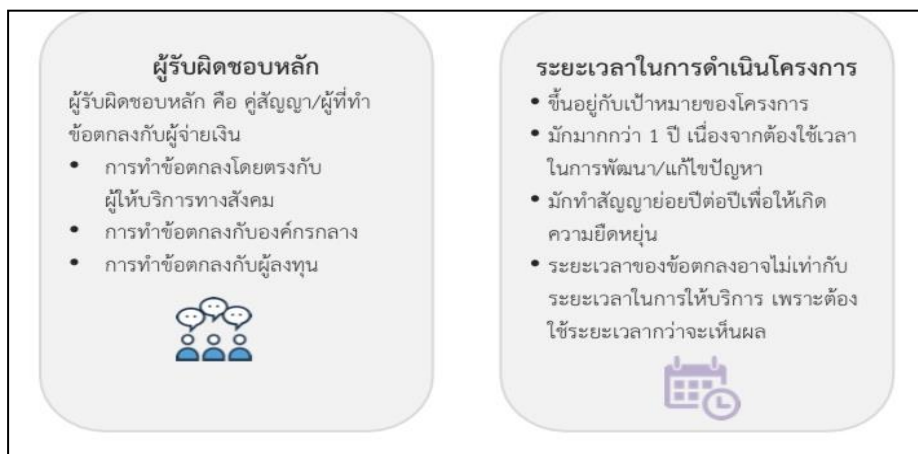 ผู้รับผิดชอบหลัก
ผู้รับผิดชอบหลัก คือ คู่สัญญา/ผู้ที่ทำ
ข้อตกลงกับผู้จ่ายเงิน
• การทำข้อตกลงโดยตรงกับ
ผู้ให้บริการทางสังคม
• การทำข้อตกลงกับองค์กรกลาง
• การทำข้อตกลงกับผู้ลงทุน
ระยะเวลาในการดำเนินโครงการ
• ขึ้นอยู่กับเป้าหมายของโครงการ
• มักมากกว่า 1 ปี เนื่องจากต้องใช้เวลา
ในการพัฒนา/แก้ไขปัญหา
• มักทำสัญญาย่อยปีต่อปีเพื่อให้เกิด
ความยืดหยุ่น
• ระยะเวลาของข้อตกลงอาจไม่เท่ากับ
ระยะเวลาในการให้บริการ เพราะต้อง
ใช้ระยะเวลากว่าจะเห็นผล